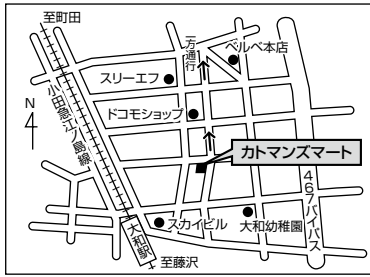 至町田
一方通行
ベルベ本店
スリーエフ
小田急江ノ島線
N
ドコモショップ
カトマンズマート
467バイパス
スカイビル
大和幼稚園
大和駅
至藤沢